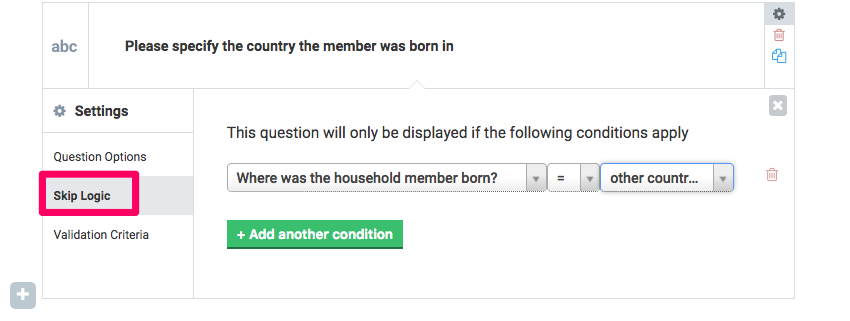 abc
Please specify the country the member was born in
Settings
Question Options
Skip Logic
Validation Criteria
This question will only be displayed if the following conditions apply
Where was the household member born? = other countr...
+ Add another condition